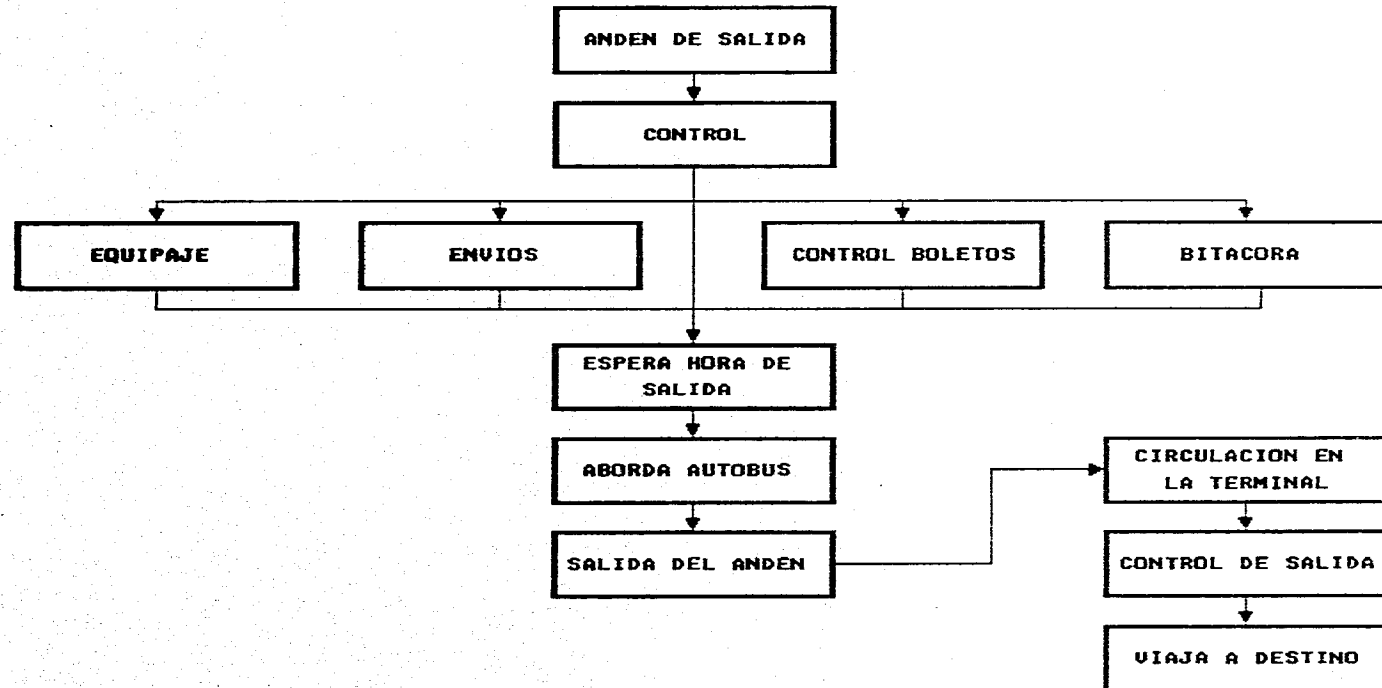 ANDEN DE SALIDA
CONTROL
EQUIPAJE
ENVIOS
CONTROL BOLETOS
BITACORA
ESPERA HORA DE
SALIDA
ABORDA AUTOBUS
SALIDA DEL ANDEN
CIRCULACION EN
LA TERMINAL
CONTROL DE SALIDA
VIAJA A DESTINO